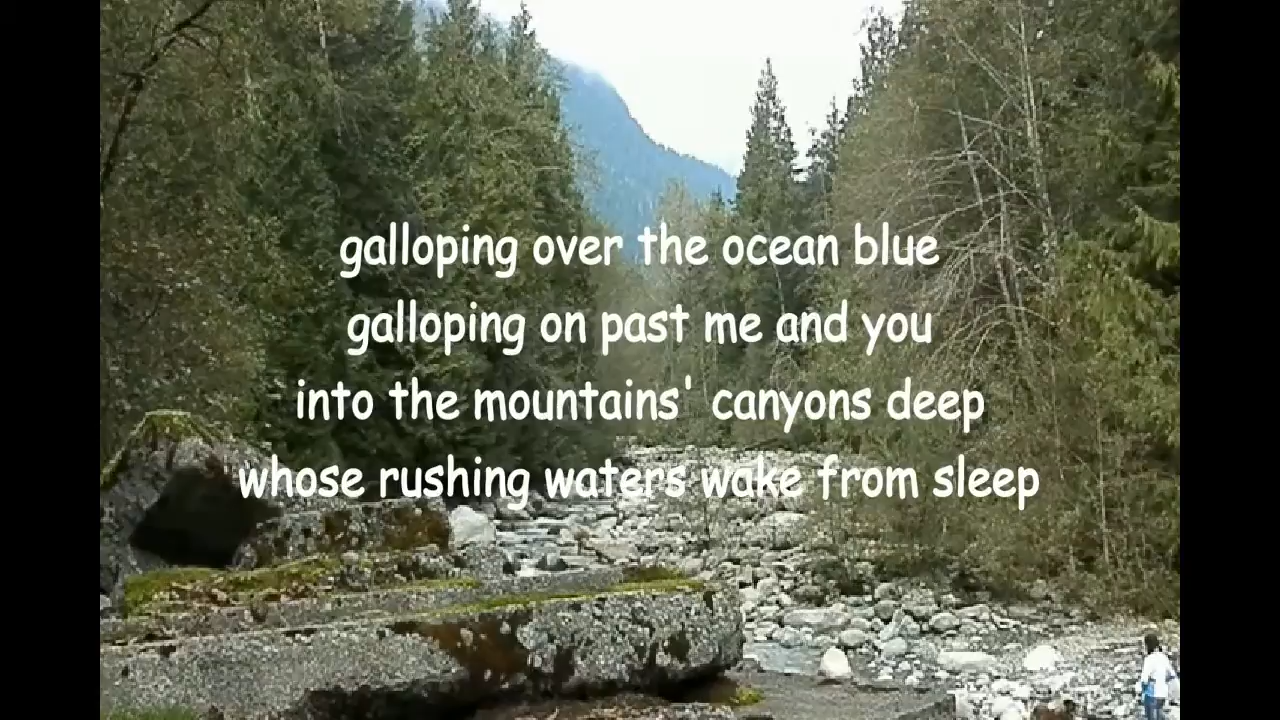 galloping over the ocean blue
galloping on past me and you
into the mountains' canyons deep
whose rushing waters wake from sleep